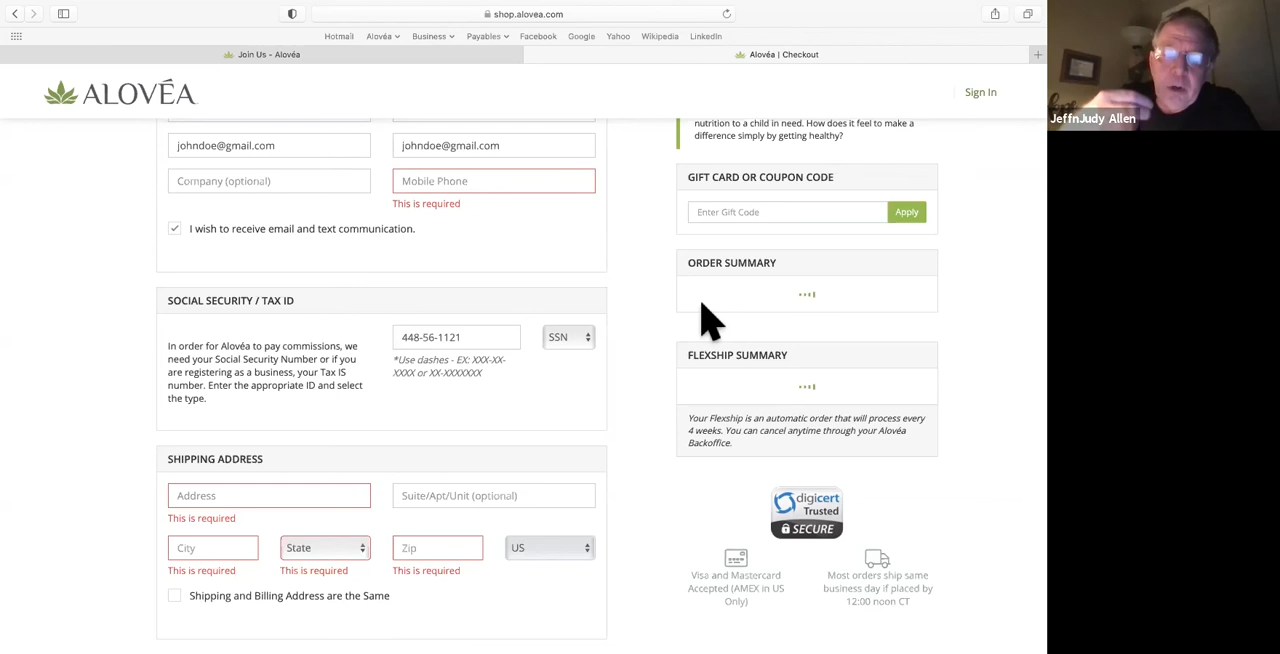 shop.alovea.com
Hotmail Alovéa Business Payables Facebook Google Yahoo Wikipedia LinkedIn
Join Us - Alovéa
Alovéa | Checkout
ALOVÉA
Sign In
JeffnJudy Allen
johndoe@gmail.com
johndoe@gmail.com
Company (optional)
Mobile Phone
This is required
I wish to receive email and text communication.
SOCIAL SECURITY / TAX ID
In order for Alovéa to pay commissions, we
need your Social Security Number or if you
are registering as a business, your Tax IS
number. Enter the appropriate ID and select
the type.
448-56-1121
SSN
*Use dashes - EX: XXX-XX-
XXXX or XX-XXXXXXX
SHIPPING ADDRESS
Address
Suite/Apt/Unit (optional)
This is required
City
State
Zip
US
This is required
This is required
This is required
Shipping and Billing Address are the Same
nutrition to a child in need. How does it feel to make a
difference simply by getting healthy?
GIFT CARD OR COUPON CODE
Enter Gift Code
Apply
ORDER SUMMARY
FLEXSHIP SUMMARY
Your Flexship is an automatic order that will process every
4 weeks. You can cancel anytime through your Alovéa
Backoffice.
digicert
Trusted
SECURE
Visa and Mastercard
Accepted (AMEX in US
Only)
Most orders ship same
business day if placed by
12:00 noon CT